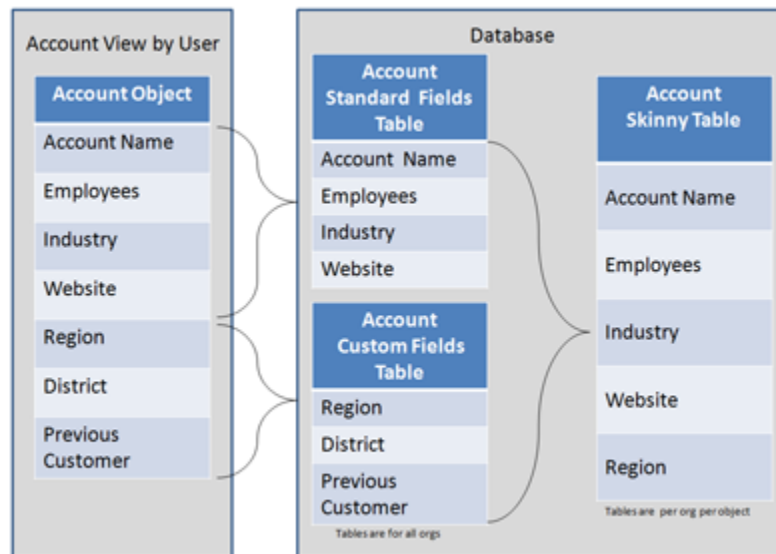 Account View by User
Account Object
Account Name
Employees
Industry
Website
Region
District
Previous
Customer
Database
Account
Standard Fields
Table
Account Name
Employees
Industry
Website
Account
Custom Fields
Table
Region
District
Previous
Customer
Tables are for all orgs
Account
Skinny Table
Account Name
Employees
Industry
Website
Region
Tables are per org per object